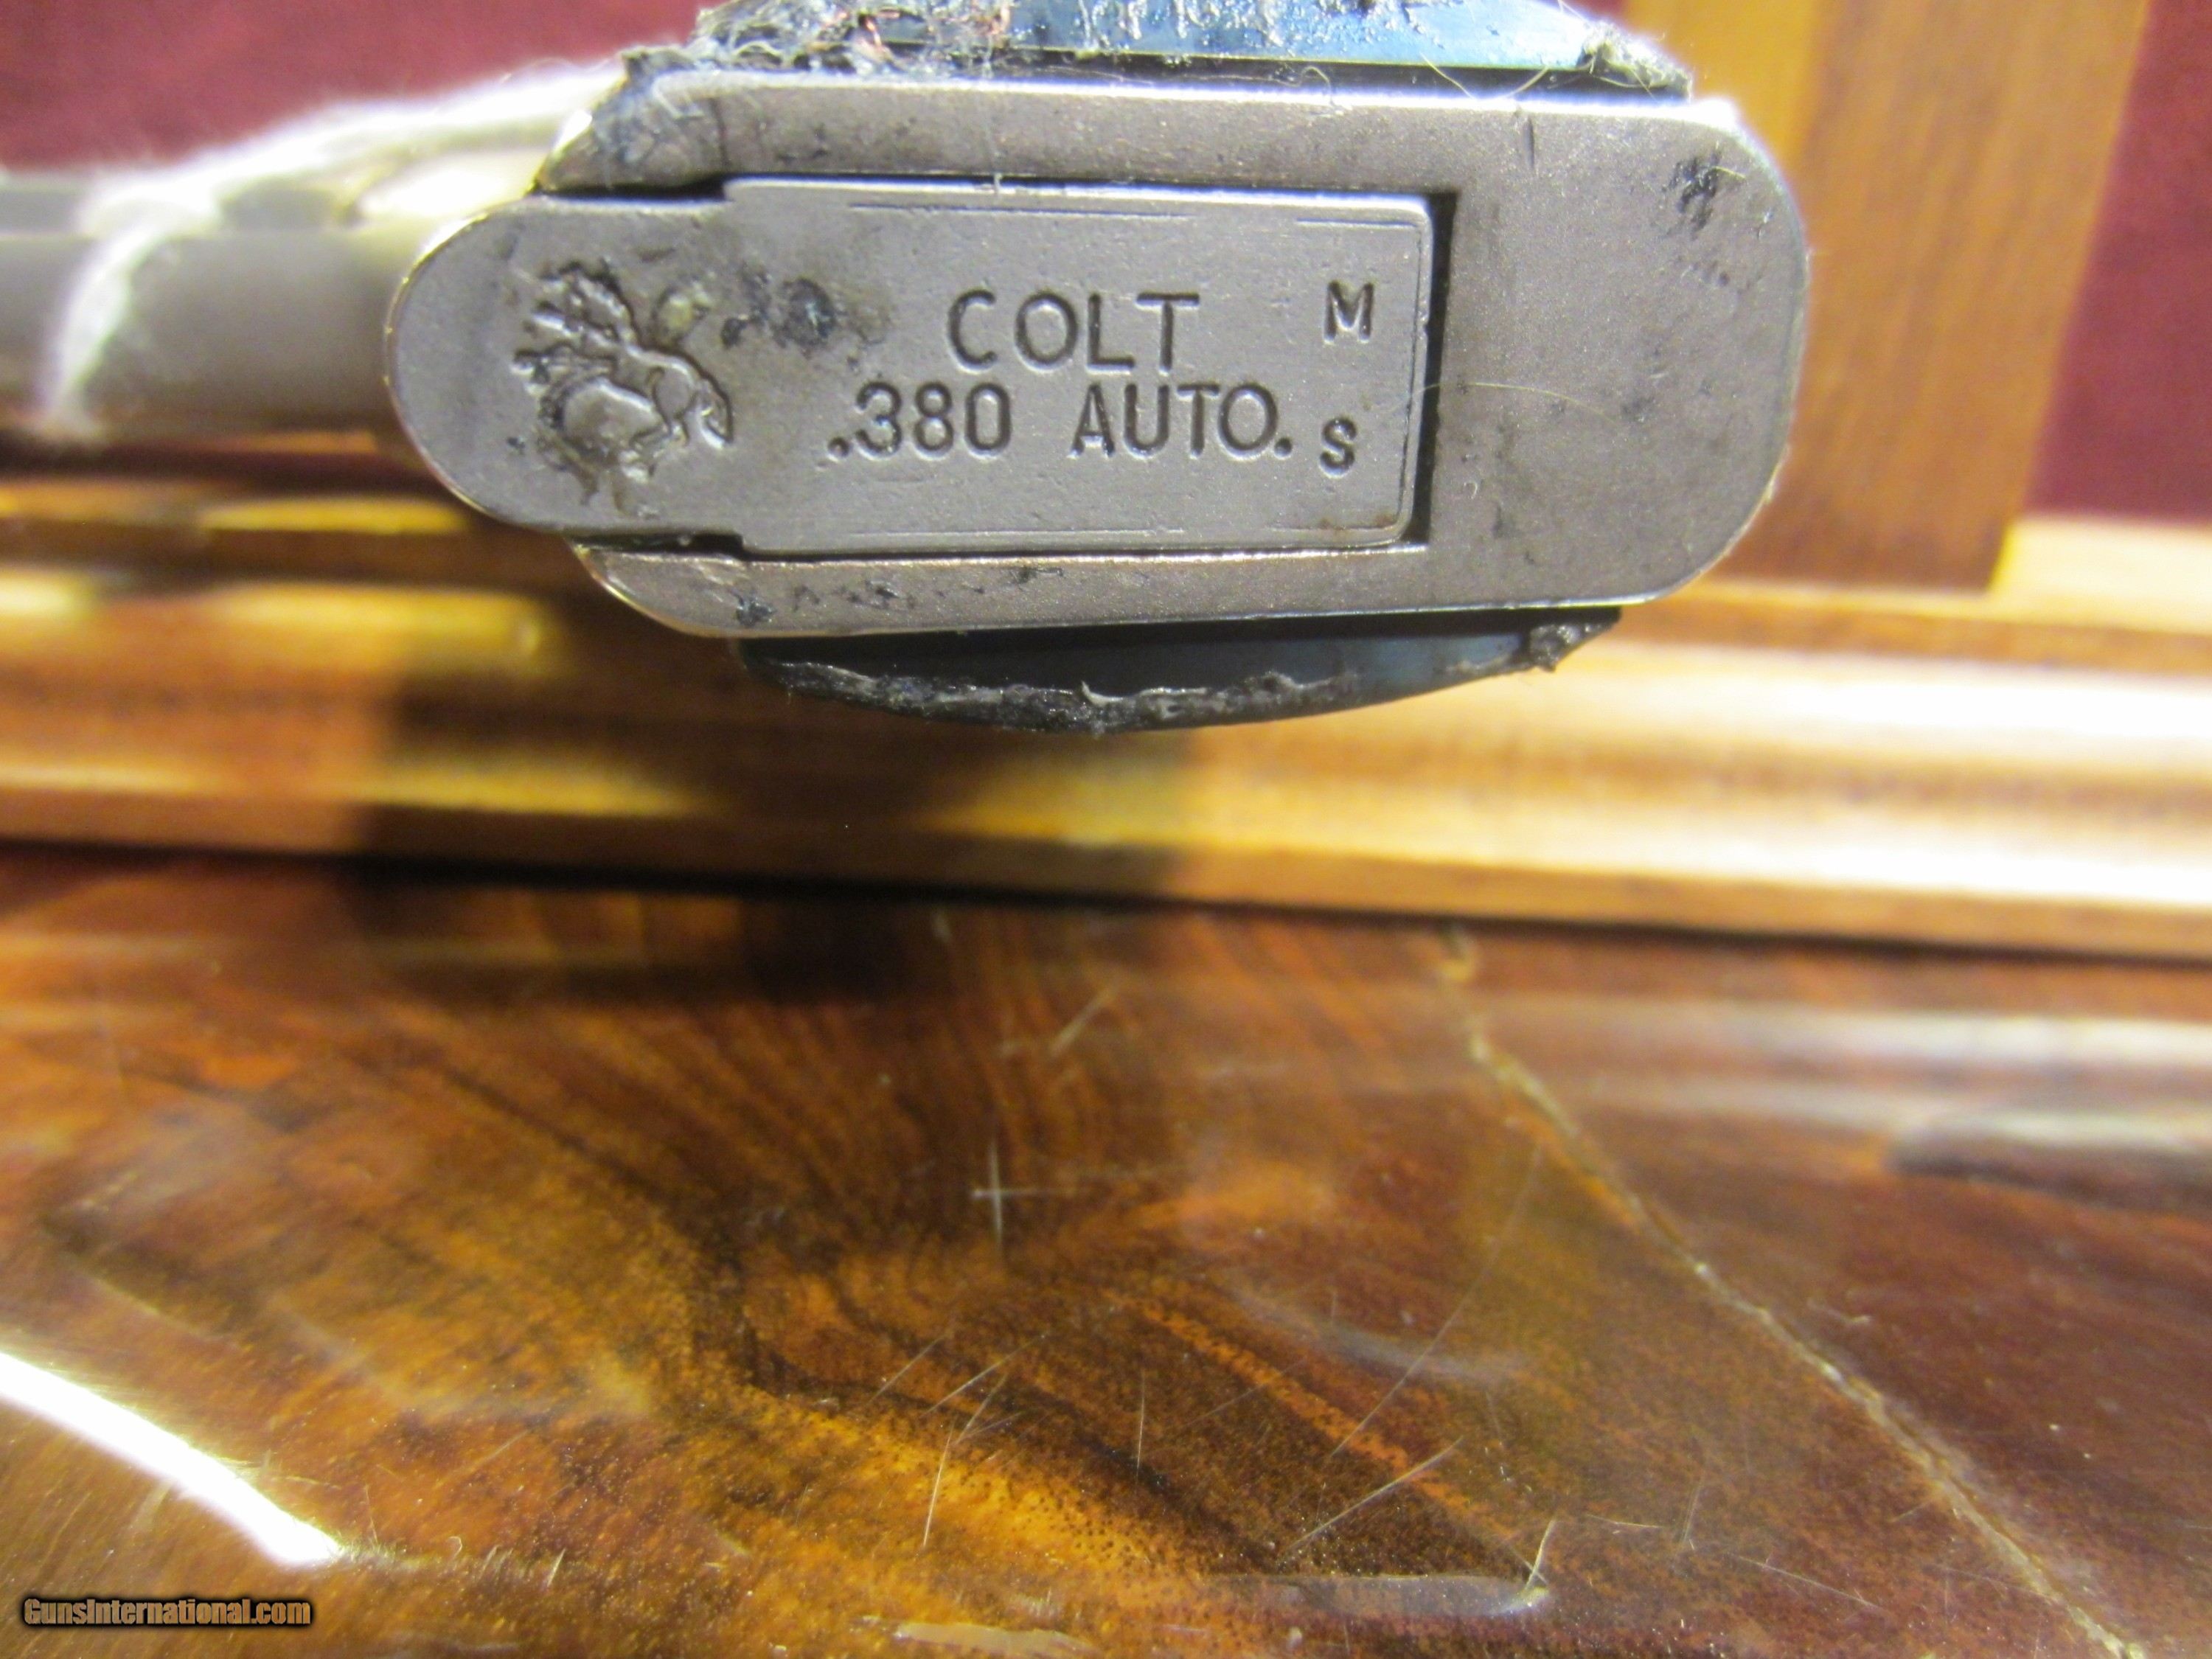 COLT M
.380 AUTO. S
GunsInternational.com